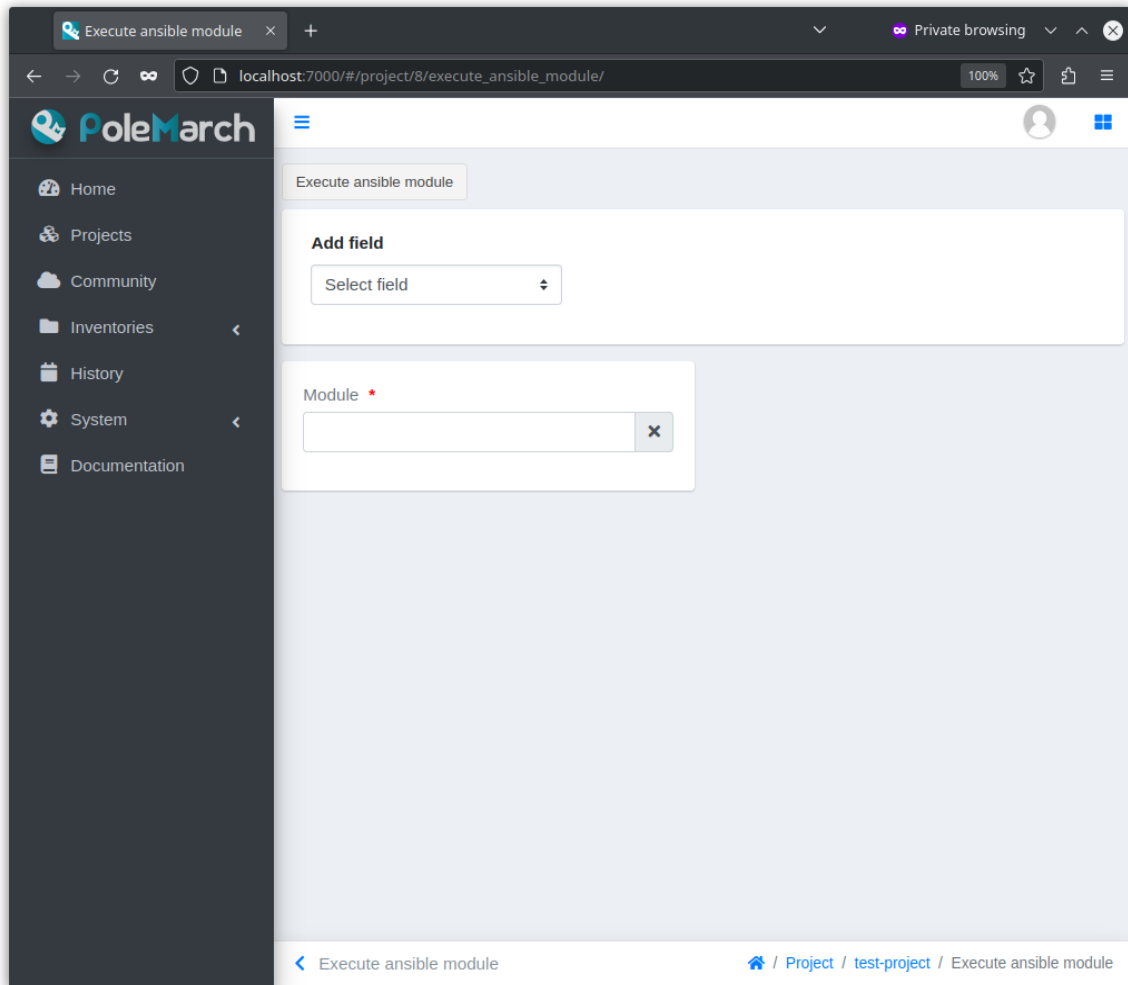 Execute ansible module
Private browsing
localhost:7000/#/project/8/execute_ansible_module/
100%
PoleMarch
Home
Projects
Community
Inventories
History
System
Documentation
Execute ansible module
Add field
Select field
Module *
Execute ansible module
/ Project / test-project / Execute ansible module